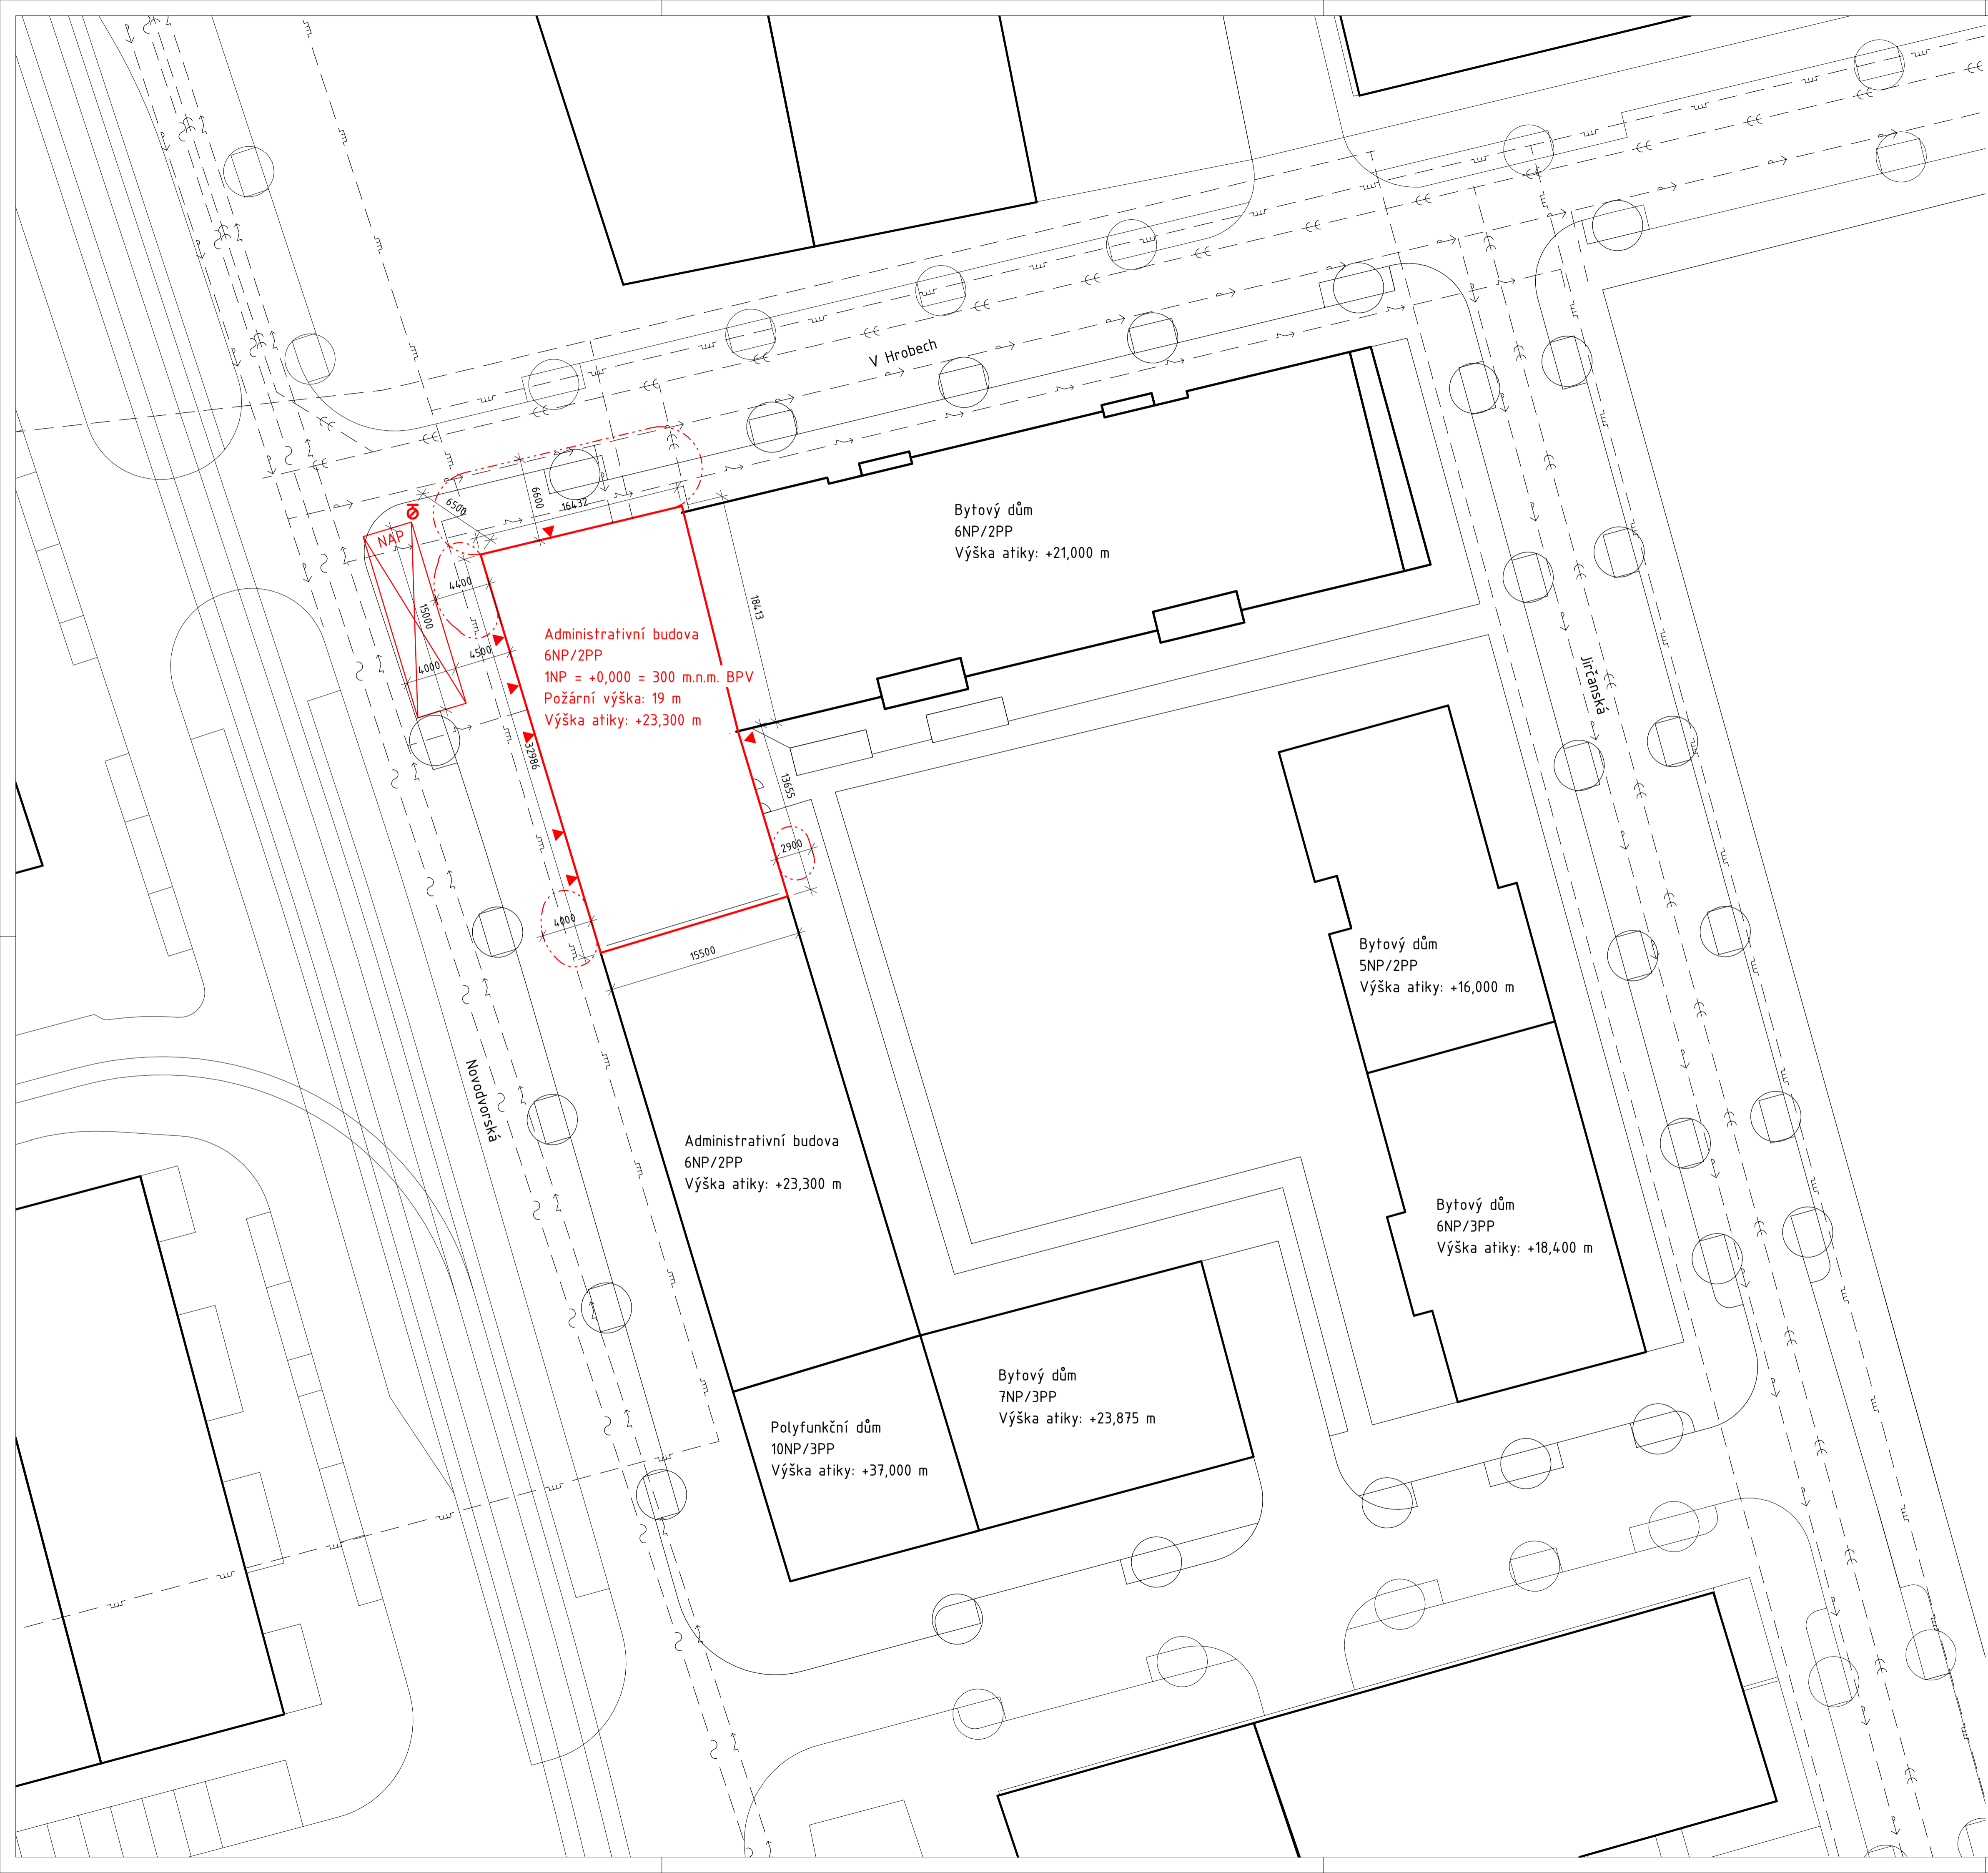 V Hrobech
6500
6600
16432
NAP
Bytový dům
6NP/2PP
Výška atiky: +21,000 m
4400
15000
18413
Administrativní budova
6NP/2PP
1NP = +0,000 = 300 m.n.m. BPV
Požární výška: 19 m
Výška atiky: +23,300 m
4500
4000
Jirčanská
32986
13655
2900
4000
15500
Bytový dům
5NP/2PP
Výška atiky: +16,000 m
Novodvorská
Administrativní budova
6NP/2PP
Výška atiky: +23,300 m
Bytový dům
6NP/3PP
Výška atiky: +18,400 m
Bytový dům
7NP/3PP
Výška atiky: +23,875 m
Polyfunkční dům
10NP/3PP
Výška atiky: +37,000 m